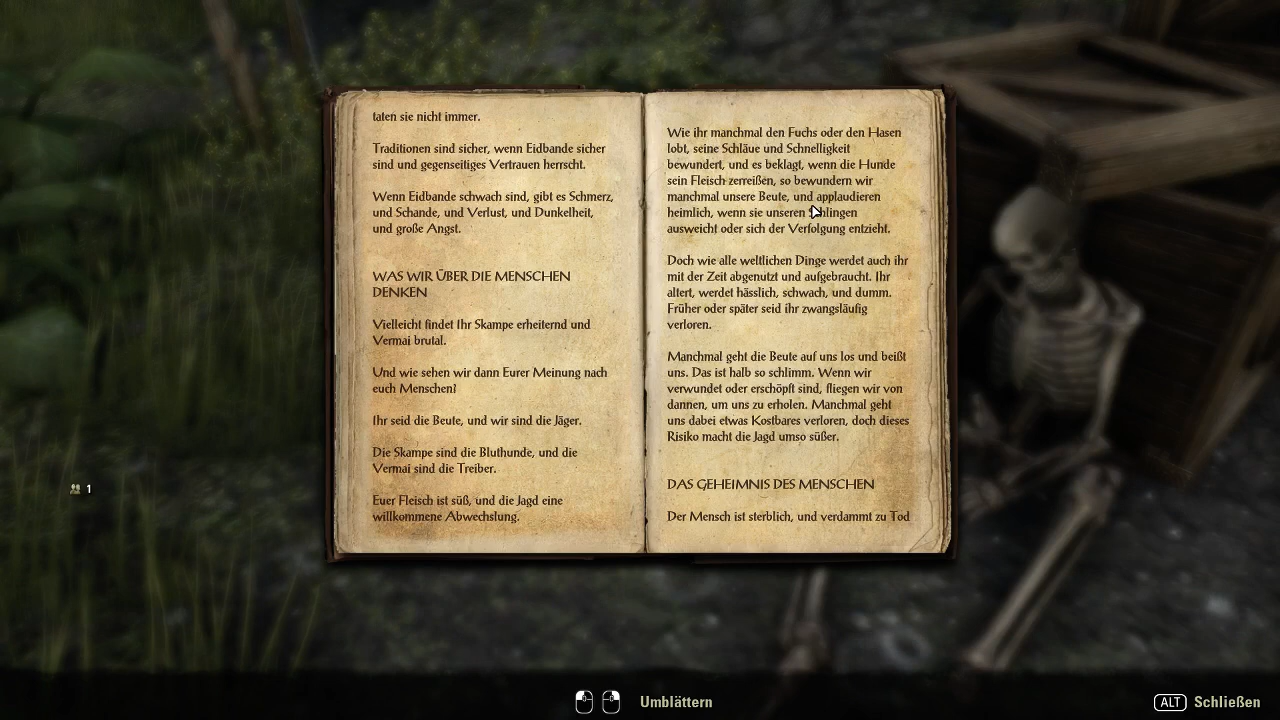 taten sie nicht immer.
Traditionen sind sicher, wenn Eidbande sicher
sind und gegenseitiges Vertrauen herrscht.
Wenn Eidbande schwach sind, gibt es Schmerz,
und Schande, und Verlust, und Dunkelheit,
und große Angst.
WAS WIR ÜBER DIE MENSCHEN
DENKEN
Vielleicht findet Ihr Skampe erheiternd und
Vermai brutal.
Und wie sehen wir dann Eurer Meinung nach
euch Menschen?
Ihr seid die Beute, und wir sind die Jäger.
Die Skampe sind die Bluthunde, und die
Vermai sind die Treiber.
Euer Fleisch ist süß, und die Jagd eine
willkommene Abwechslung.
Wie ihr manchmal den Fuchs oder den Hasen
lobt, seine Schläue und Schnelligkeit
bewundert, und es beklagt, wenn die Hunde
sein Fleisch zerreißen, so bewundern wir
manchmal unsere Beute, und applaudieren
heimlich, wenn sie unseren Schlingen
ausweicht oder sich der Verfolgung entzieht.
Doch wie alle weltlichen Dinge werdet auch ihr
mit der Zeit abgenutzt und aufgebraucht. Ihr
altert, werdet hässlich, schwach, und dumm.
Früher oder später seid ihr zwangsläufig
verloren.
Manchmal geht die Beute auf uns los und beißt
uns. Das ist halb so schlimm. Wenn wir
verwundet oder erschöpft sind, fliegen wir von
dannen, um uns zu erholen. Manchmal geht
uns dabei etwas Kostbares verloren, doch dieses
Risiko macht die Jagd umso süßer.
DAS GEHEIMNIS DES MENSCHEN
Der Mensch ist sterblich, und verdammt zu Tod
1
Umblättern
ALT Schließen